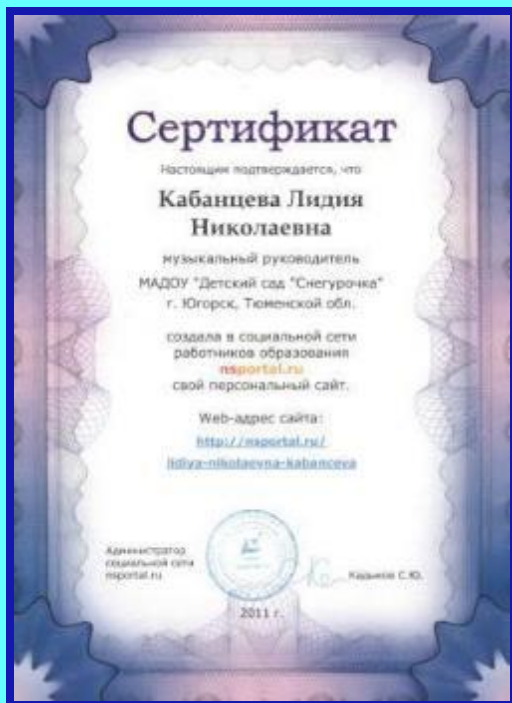 Сертификат
Настоящим подтверждается, что
Кабанцева Лидия
Николаевна
музыкальный руководитель
МАДОУ "Детский сад "Снегурочка"
г. Югорск, Тюменской обл.
создала в социальной сети
работников образования
nsportal.ru
свой персональный сайт.
Web-адрес сайта:
http://nsportal.ru/
lidiya-nikolaevna-kabanceva
Администратор
социальной сети
nsportal.ru
С.Ю.
2011 г.